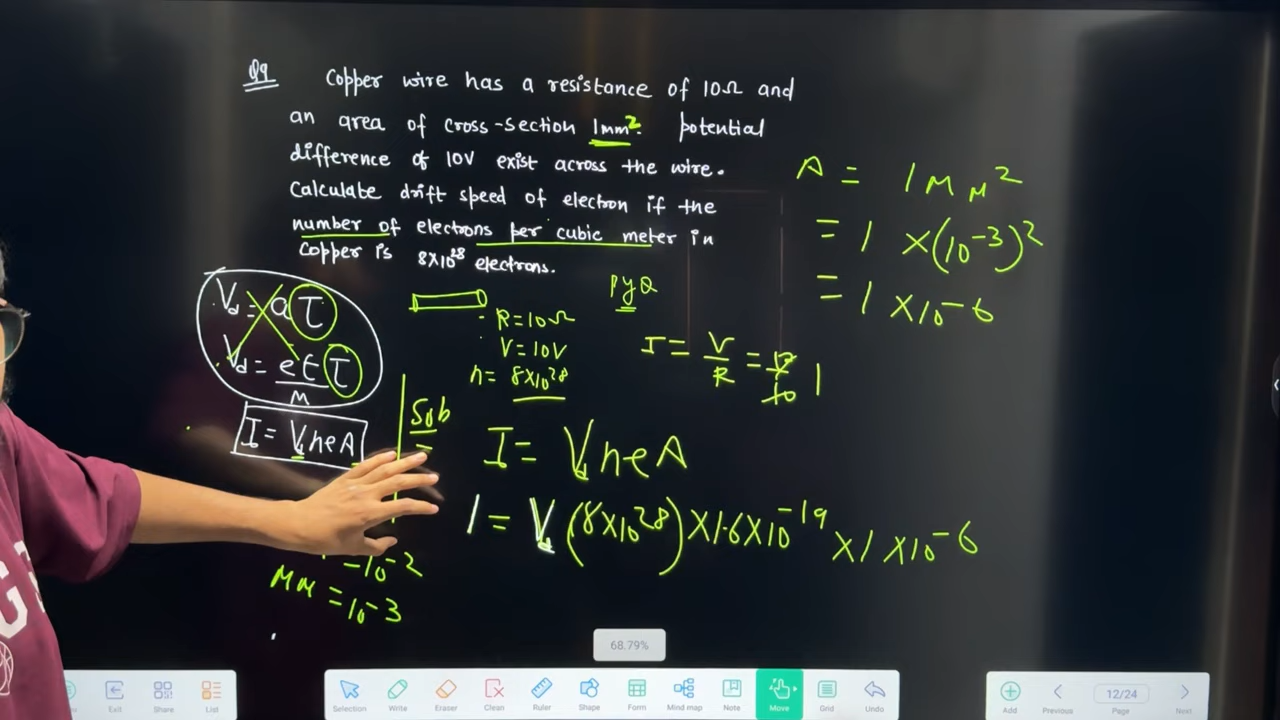 Q9 Copper wire has a resistance of 10Ω and
an area of cross-section 1mm². potential
difference of 10V exist across the wire.
Calculate drift speed of electron if the
number of electrons per cubic meter in
Copper is 8×10²⁸ electrons.
PYQ
A = 1MM²
= 1 ×(10⁻³)²
= 1 ×10⁻⁶
Vd = aτ
Vd = eEτ/M
I = VdneA
R=10Ω
V=10V
n= 8×10²⁸
I = V/R = 10/10 1
Sol
=
I= VdneA
1 = Vd (8×10²⁸)×1.6×10⁻¹⁹ ×1 ×10⁻⁶
-10⁻²
MM =10⁻³
68.79%
Exit
Share
List
Selection
Write
Eraser
Clean
Ruler
Shape
Form
Mind map
Note
Move
Grid
Undo
Add
Previous
12/24
Page
Next